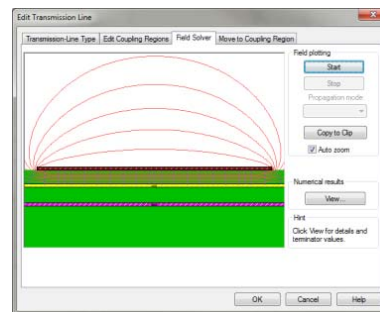 Edit Transmission Line
Transmission-Line Type
Edit Coupling Regions
Field Solver
Move to Coupling Region
Field plotting
Start
Stop
Propagation mode
Copy to Clip
Auto zoom
Numerical results
View...
Hint
Click View for details and
terminator values.
OK
Cancel
Help